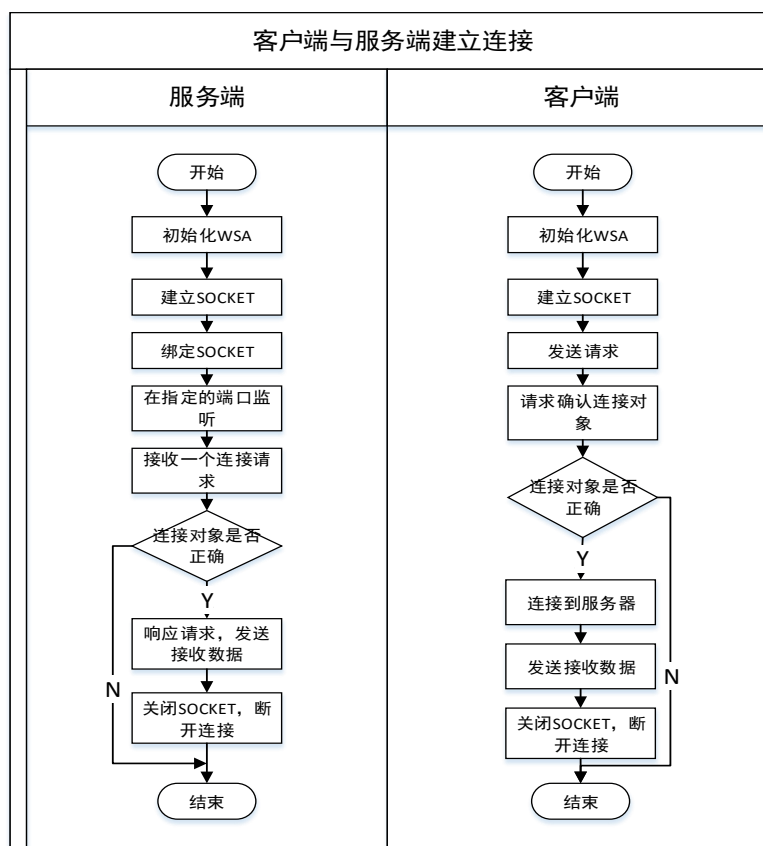 客户端与服务端建立连接
服务端
客户端
开始
初始化WSA
建立SOCKET
绑定SOCKET
在指定的端口监
听
接收一个连接请
求
连接对象是否
正确
Y
响应请求，发送
接收数据
N
关闭SOCKET，断
开连接
结束
开始
初始化WSA
建立SOCKET
发送请求
请求确认连接对
象
连接对象是否
正确
Y
连接到服务器
发送接收数据
N
关闭SOCKET，断
开连接
结束